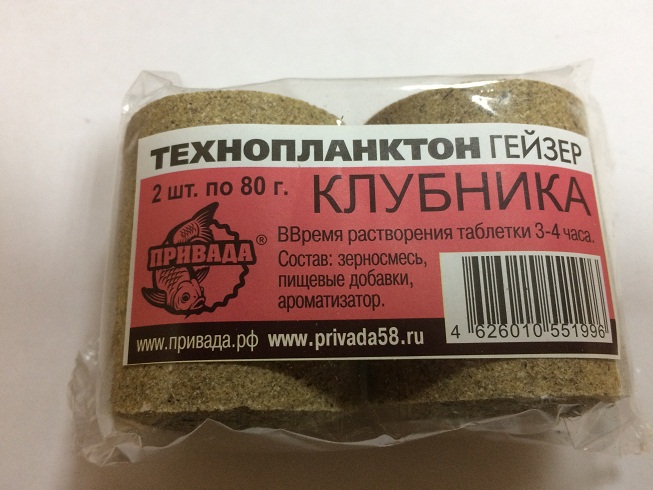 ТЕХНОПЛАНКТОН ГЕЙЗЕР
2 шт. по 80 г.
КЛУБНИКА
ПРИВАДА®
ВВремя растворения таблетки 3-4 часа.
Состав: зерносмесь,
пищевые добавки,
ароматизатор.
4 626010 551996
www.привада.рф www.privada58.ru